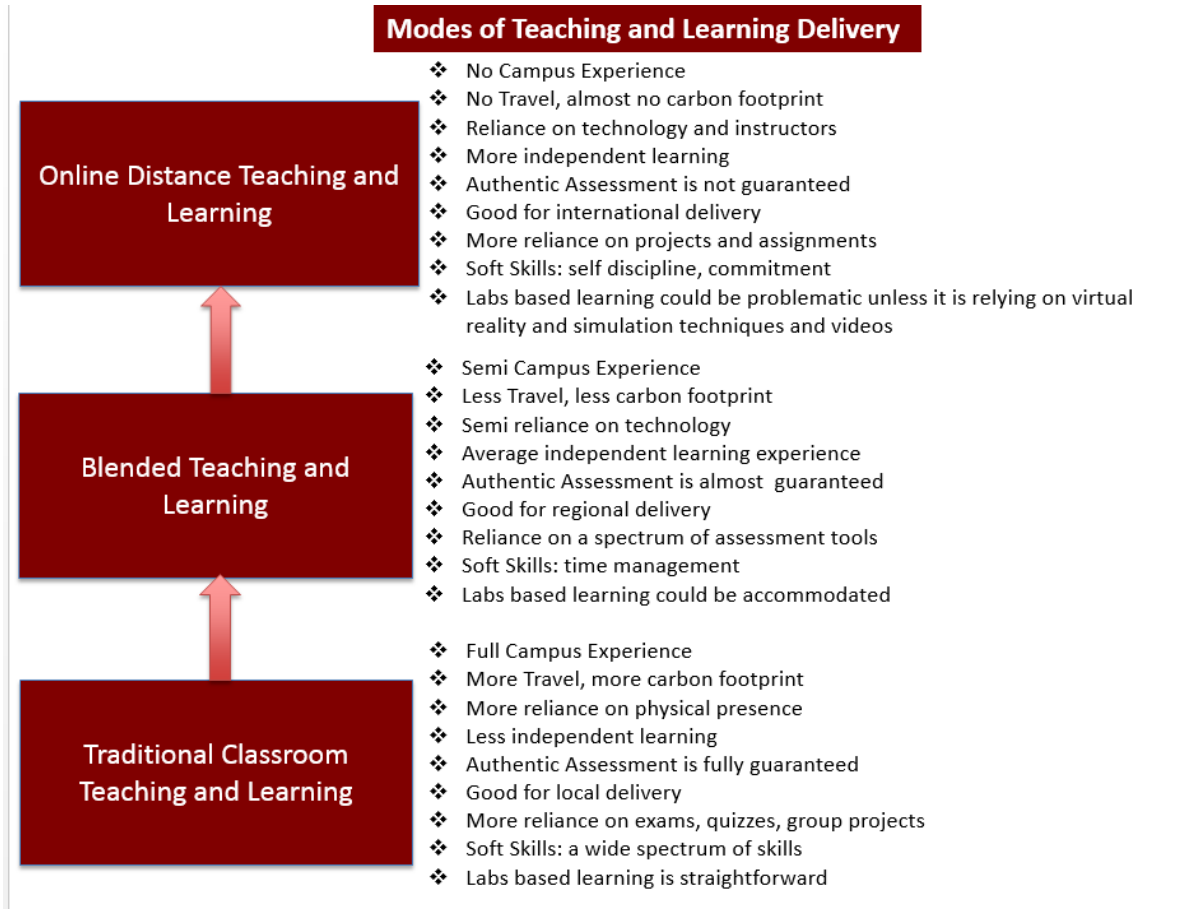 Modes of Teaching and Learning Delivery
Online Distance Teaching and
Learning
❖ No Campus Experience
❖ No Travel, almost no carbon footprint
❖ Reliance on technology and instructors
❖ More independent learning
❖ Authentic Assessment is not guaranteed
❖ Good for international delivery
❖ More reliance on projects and assignments
❖ Soft Skills: self discipline, commitment
❖ Labs based learning could be problematic unless it is relying on virtual
reality and simulation techniques and videos
Blended Teaching and
Learning
❖ Semi Campus Experience
❖ Less Travel, less carbon footprint
❖ Semi reliance on technology
❖ Average independent learning experience
❖ Authentic Assessment is almost guaranteed
❖ Good for regional delivery
❖ Reliance on a spectrum of assessment tools
❖ Soft Skills: time management
❖ Labs based learning could be accommodated
Traditional Classroom
Teaching and Learning
❖ Full Campus Experience
❖ More Travel, more carbon footprint
❖ More reliance on physical presence
❖ Less independent learning
❖ Authentic Assessment is fully guaranteed
❖ Good for local delivery
❖ More reliance on exams, quizzes, group projects
❖ Soft Skills: a wide spectrum of skills
❖ Labs based learning is straightforward